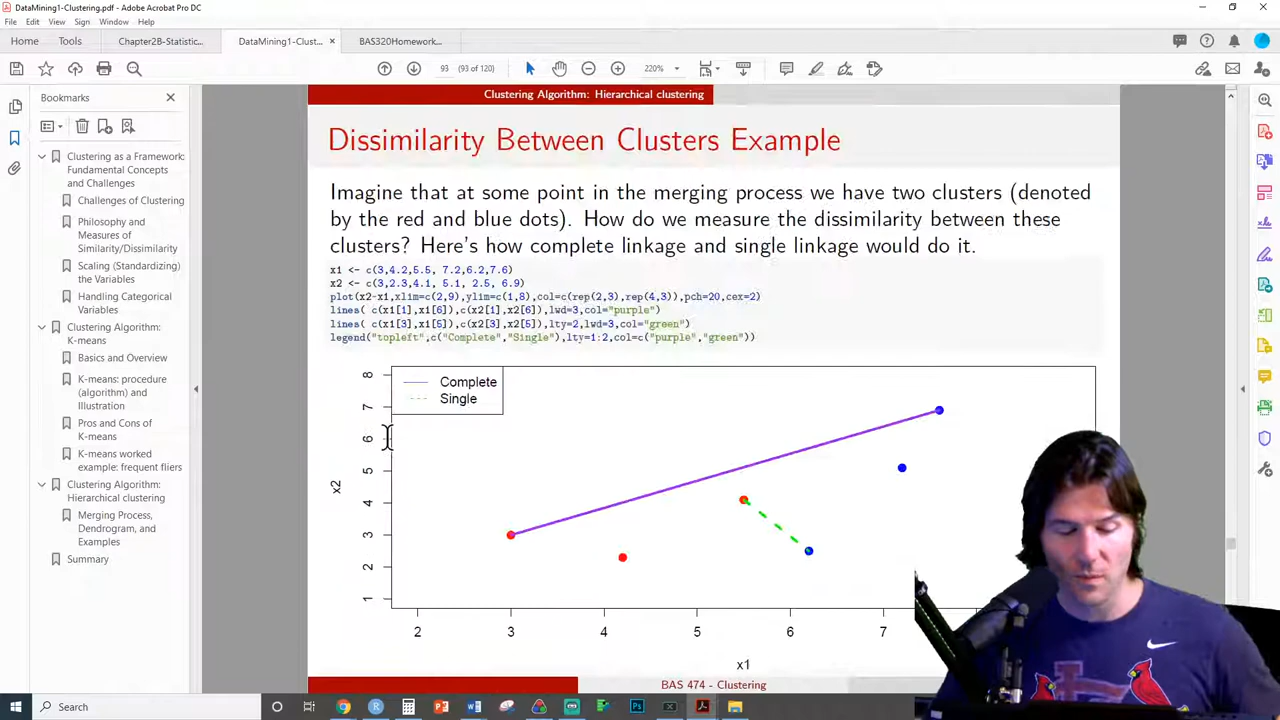 DataMining1-Clustering.pdf - Adobe Acrobat Pro DC
File Edit View Sign Window Help
Home Tools Chapter2B-Statistic... DataMining1-Clust... × BAS320Homework...
93 (93 of 120) 220%
Bookmarks
Clustering as a Framework:
Fundamental Concepts
and Challenges
Challenges of Clustering
Philosophy and
Measures of
Similarity/Dissimilarity
Scaling (Standardizing)
the Variables
Handling Categorical
Variables
Clustering Algorithm:
K-means
Basics and Overview
K-means: procedure
(algorithm) and
Illustration
Pros and Cons of
K-means
K-means worked
example: frequent fliers
Clustering Algorithm:
Hierarchical clustering
Merging Process,
Dendrogram, and
Examples
Summary
Clustering Algorithm: Hierarchical clustering
Dissimilarity Between Clusters Example
Imagine that at some point in the merging process we have two clusters (denoted
by the red and blue dots). How do we measure the dissimilarity between these
clusters? Here's how complete linkage and single linkage would do it.
x1 <- c(3,4.2,5.5, 7.2,6.2,7.6)
x2 <- c(3,2.3,4.1, 5.1, 2.5, 6.9)
plot(x2~x1,xlim=c(2,9),ylim=c(1,8),col=c(rep(2,3),rep(4,3)),pch=20,cex=2)
lines( c(x1[1],x1[6]),c(x2[1],x2[6]),lwd=3,col="purple")
lines( c(x1[3],x1[5]),c(x2[3],x2[5]),lty=2,lwd=3,col="green")
legend("topleft",c("Complete","Single"),lty=1:2,col=c("purple","green"))
Complete
Single
8
7
6
5
4
3
2
1
x2
2 3 4 5 6 7
x1
BAS 474 - Clustering
Search